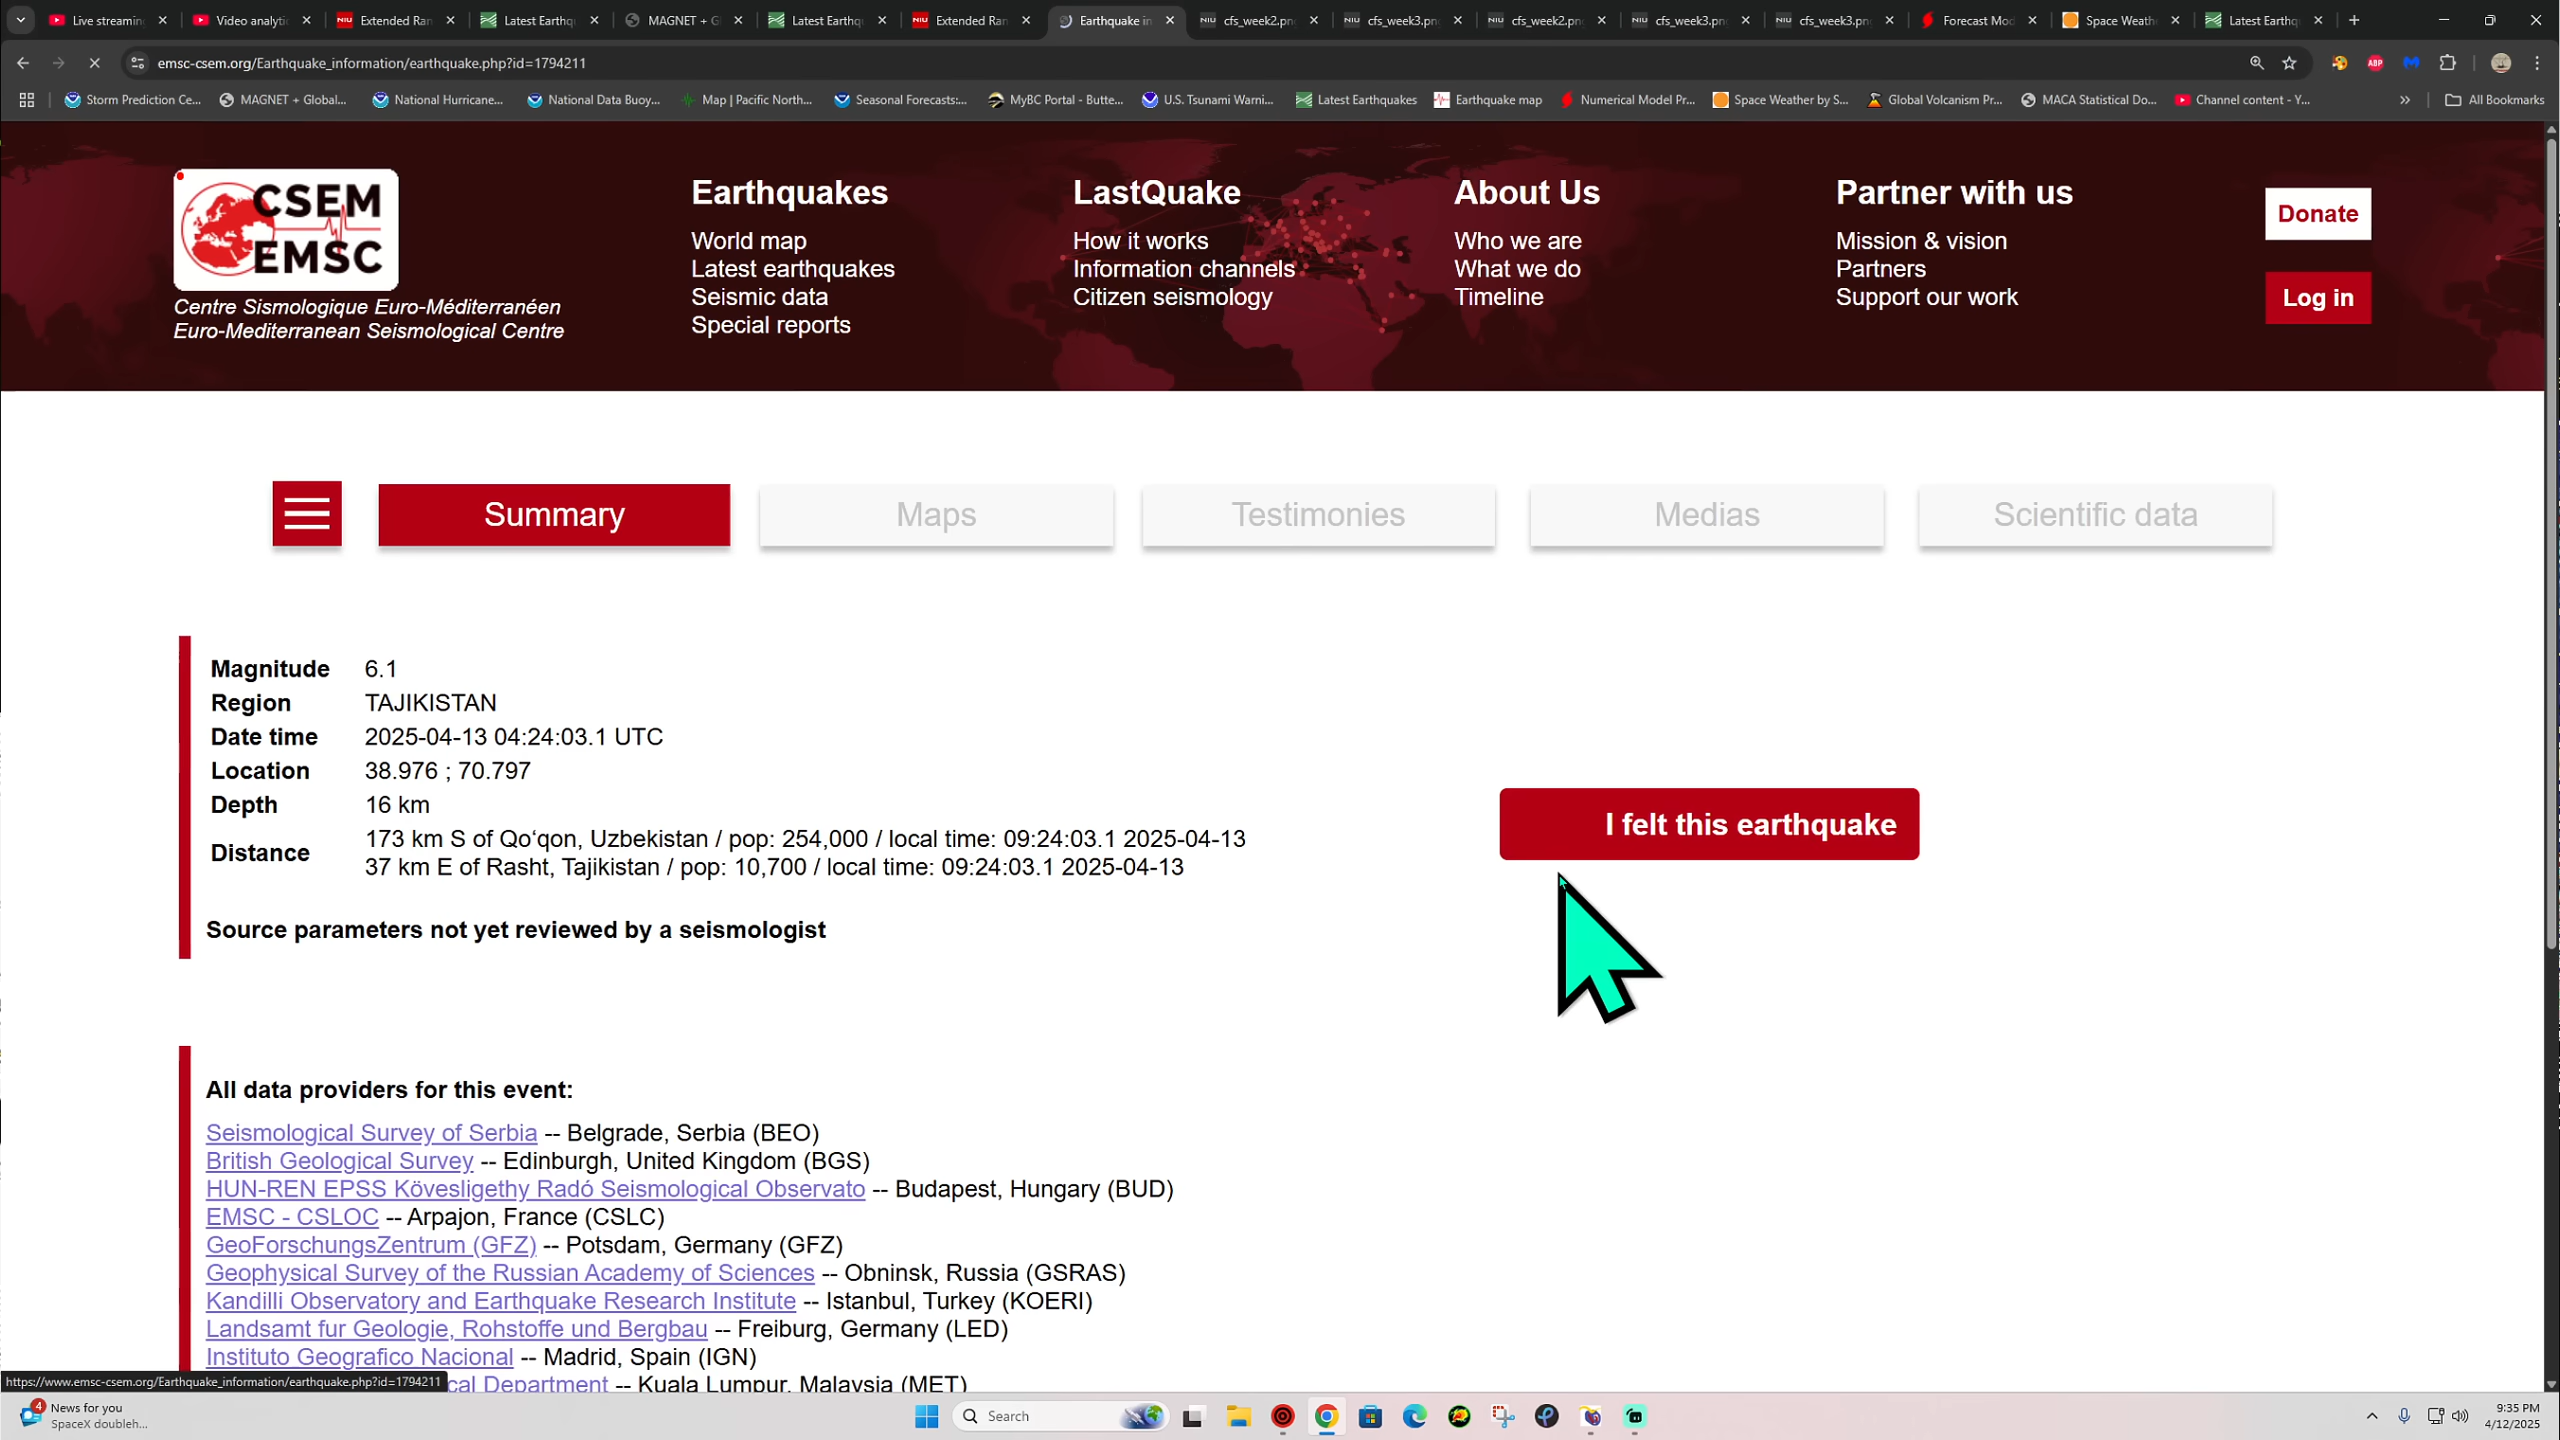 Live streamin
Video analyti
Extended Ran
Latest Earthqu
MAGNET + G
Latest Earthqu
Extended Ran
Earthquake in
cfs_week2.pn
cfs_week3.pn
cfs_week2.pn
cfs_week3.pn
cfs_week3.pn
Forecast Mod
Space Weath
Latest Earthq
emsc-csem.org/Earthquake_information/earthquake.php?id=1794211
ABP
Storm Prediction Ce...
MAGNET + Global...
National Hurricane...
National Data Buoy...
Map | Pacific North...
Seasonal Forecasts:...
MyBC Portal - Butte...
U.S. Tsunami Warni...
Latest Earthquakes
Earthquake map
Numerical Model Pr...
Space Weather by S...
Global Volcanism Pr...
MACA Statistical Do...
Channel content - Y...
All Bookmarks
CSEM
EMSC
Centre Sismologique Euro-Méditerranéen
Euro-Mediterranean Seismological Centre
Earthquakes
World map
Latest earthquakes
Seismic data
Special reports
LastQuake
How it works
Information channels
Citizen seismology
About Us
Who we are
What we do
Timeline
Partner with us
Mission & vision
Partners
Support our work
Donate
Log in
Summary
Maps
Testimonies
Medias
Scientific data
Magnitude 6.1
Region TAJIKISTAN
Date time 2025-04-13 04:24:03.1 UTC
Location 38.976 ; 70.797
Depth 16 km
Distance 173 km S of Qo‘qon, Uzbekistan / pop: 254,000 / local time: 09:24:03.1 2025-04-13
37 km E of Rasht, Tajikistan / pop: 10,700 / local time: 09:24:03.1 2025-04-13
I felt this earthquake
Source parameters not yet reviewed by a seismologist
All data providers for this event:
Seismological Survey of Serbia -- Belgrade, Serbia (BEO)
British Geological Survey -- Edinburgh, United Kingdom (BGS)
HUN-REN EPSS Kövesligethy Radó Seismological Observato -- Budapest, Hungary (BUD)
EMSC - CSLOC -- Arpajon, France (CSLC)
GeoForschungsZentrum (GFZ) -- Potsdam, Germany (GFZ)
Geophysical Survey of the Russian Academy of Sciences -- Obninsk, Russia (GSRAS)
Kandilli Observatory and Earthquake Research Institute -- Istanbul, Turkey (KOERI)
Landsamt fur Geologie, Rohstoffe und Bergbau -- Freiburg, Germany (LED)
Instituto Geografico Nacional -- Madrid, Spain (IGN)
cal Department -- Kuala Lumpur, Malaysia (MET)
https://www.emsc-csem.org/Earthquake_information/earthquake.php?id=1794211
4
News for you
SpaceX doubleh...
Search
9:35 PM
4/12/2025